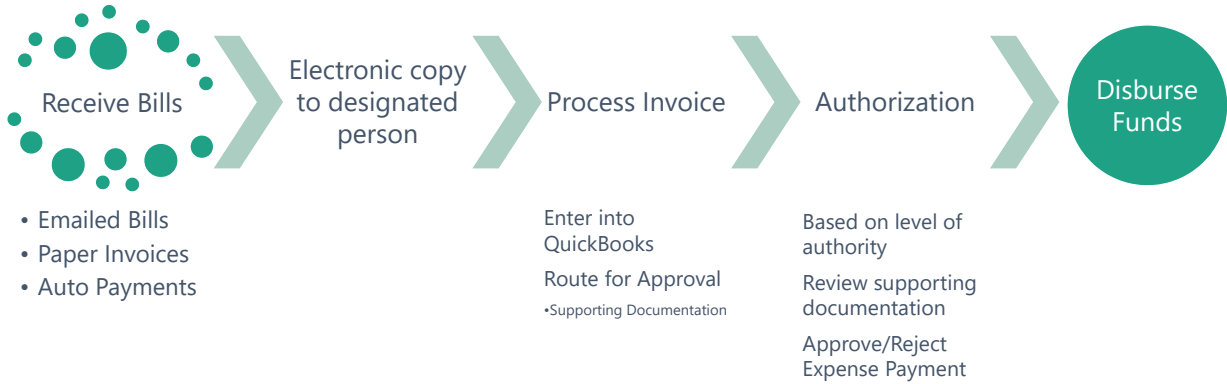 Receive Bills
• Emailed Bills
• Paper Invoices
• Auto Payments
Electronic copy
to designated
person
Process Invoice
Enter into
QuickBooks
Route for Approval
•Supporting Documentation
Authorization
Based on level of
authority
Review supporting
documentation
Approve/Reject
Expense Payment
Disburse
Funds